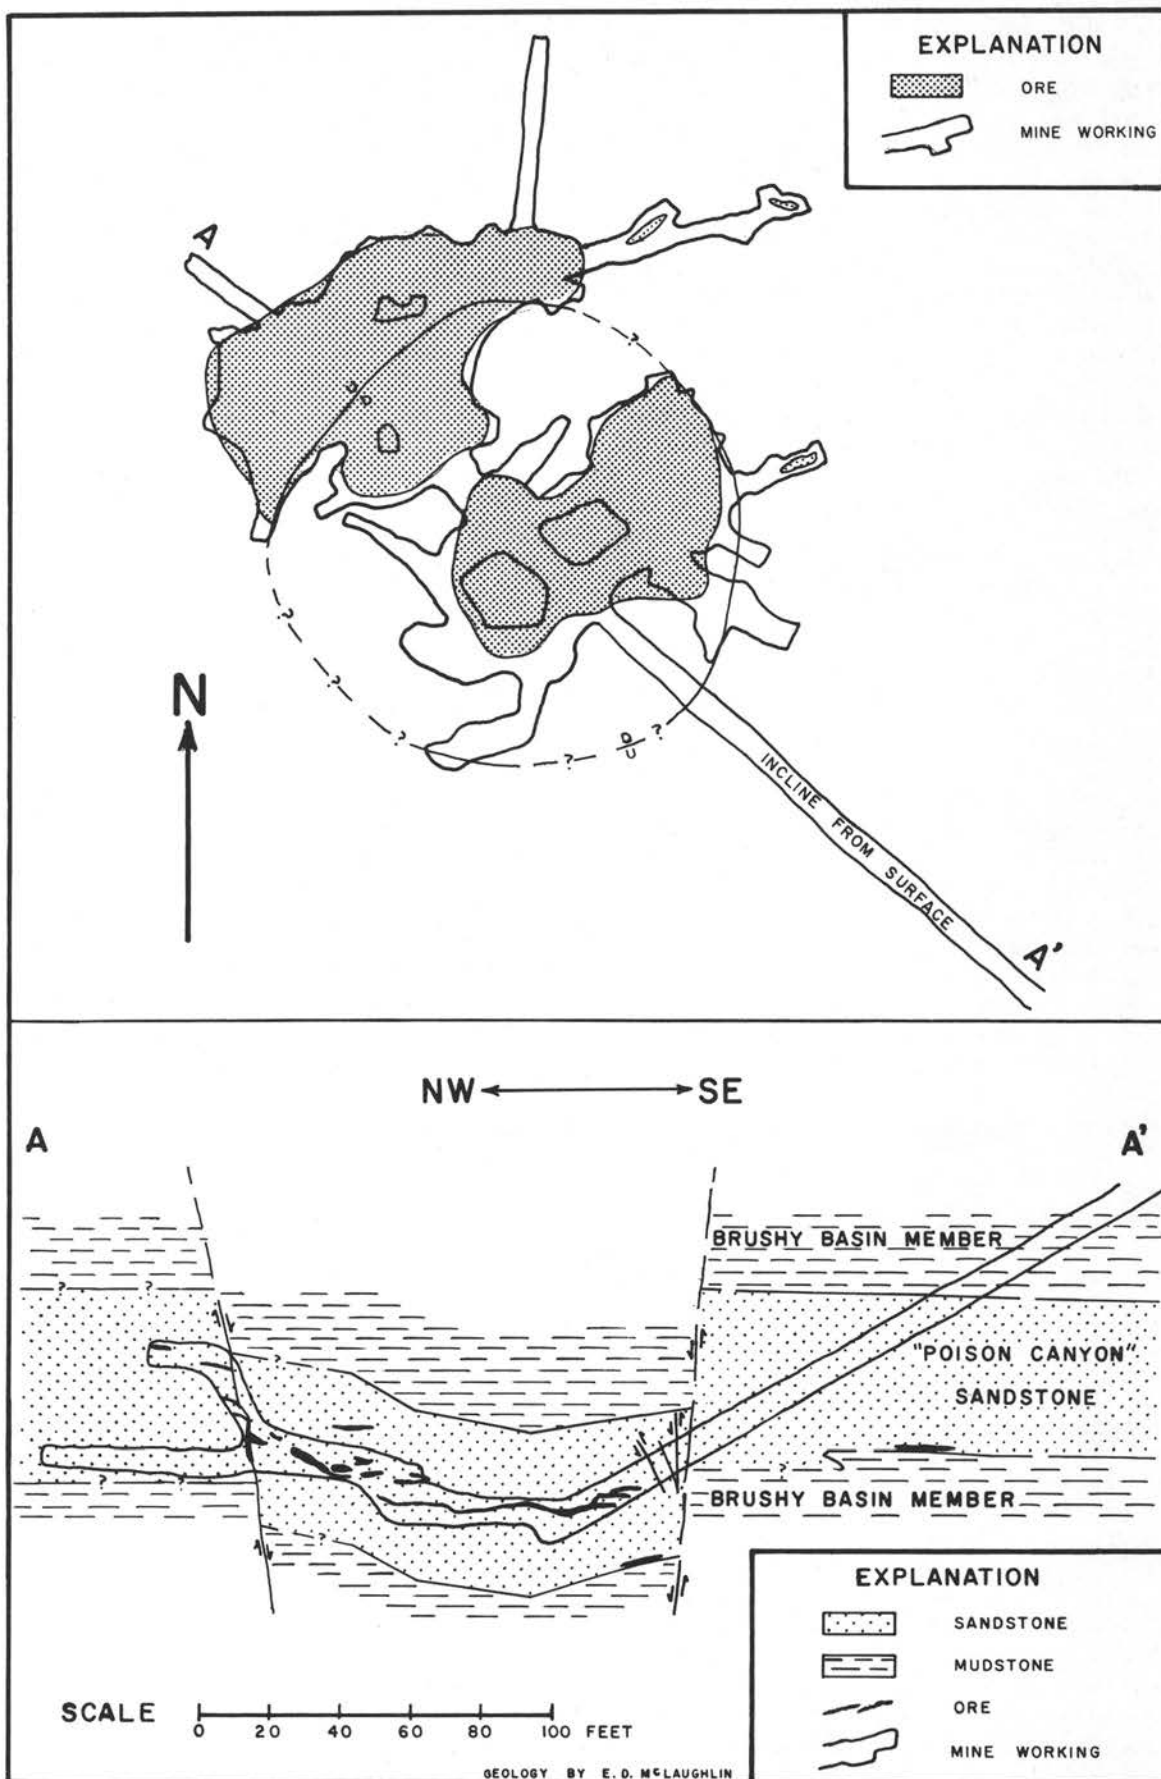 EXPLANATION
ORE
MINE WORKING
A
?
U
D
?
?
?
D
U
?
?
N
INCLINE FROM SURFACE
A'
NW SE
A A'
BRUSHY BASIN MEMBER
? ?
"POISON CANYON"
SANDSTONE
?
? ?
?
BRUSHY BASIN MEMBER
?
EXPLANATION
SANDSTONE
MUDSTONE
ORE
MINE WORKING
SCALE
0 20 40 60 80 100 FEET
GEOLOGY BY E. D. McLAUGHLIN